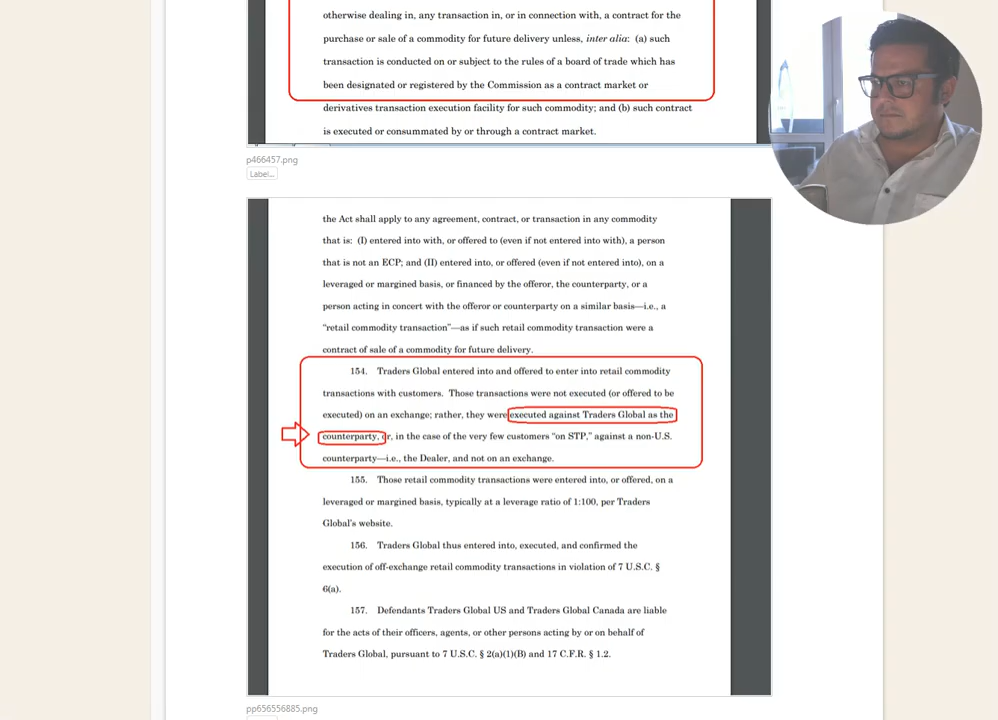 otherwise dealing in, any transaction in, or in connection with, a contract for the
purchase or sale of a commodity for future delivery unless, inter alia: (a) such
transaction is conducted on or subject to the rules of a board of trade which has
been designated or registered by the Commission as a contract market or
derivatives transaction execution facility for such commodity; and (b) such contract
is executed or consummated by or through a contract market.
p466457.png
Label...
the Act shall apply to any agreement, contract, or transaction in any commodity
that is: (I) entered into with, or offered to (even if not entered into with), a person
that is not an ECP; and (II) entered into, or offered (even if not entered into), on a
leveraged or margined basis, or financed by the offeror, the counterparty, or a
person acting in concert with the offeror or counterparty on a similar basis—i.e., a
“retail commodity transaction”—as if such retail commodity transaction were a
contract of sale of a commodity for future delivery.
154. Traders Global entered into and offered to enter into retail commodity
transactions with customers. Those transactions were not executed (or offered to be
executed) on an exchange; rather, they were executed against Traders Global as the
counterparty, or, in the case of the very few customers “on STP,” against a non-U.S.
counterparty—i.e., the Dealer, and not on an exchange.
155. Those retail commodity transactions were entered into, or offered, on a
leveraged or margined basis, typically at a leverage ratio of 1:100, per Traders
Global’s website.
156. Traders Global thus entered into, executed, and confirmed the
execution of off-exchange retail commodity transactions in violation of 7 U.S.C. §
6(a).
157. Defendants Traders Global US and Traders Global Canada are liable
for the acts of their officers, agents, or other persons acting by or on behalf of
Traders Global, pursuant to 7 U.S.C. § 2(a)(1)(B) and 17 C.F.R. § 1.2.
pp656556885.png